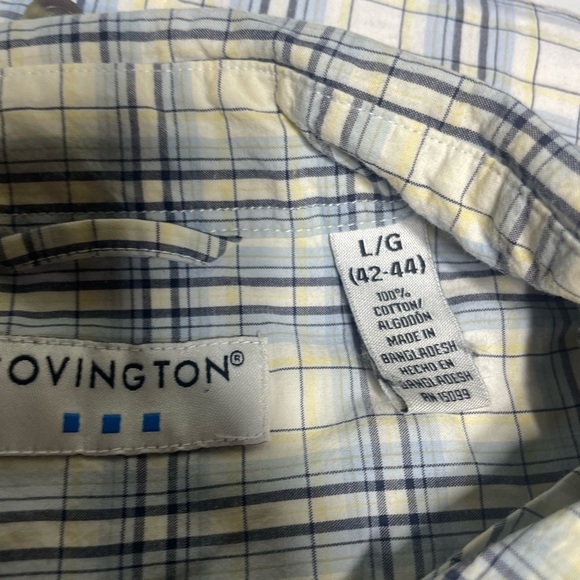 L/G
(42-44)
100%
COTTON/
ALGODÓN
MADE IN
BANGLADESH
HECHO EN
BANGLADESH
RN 15099
OVINGTON®